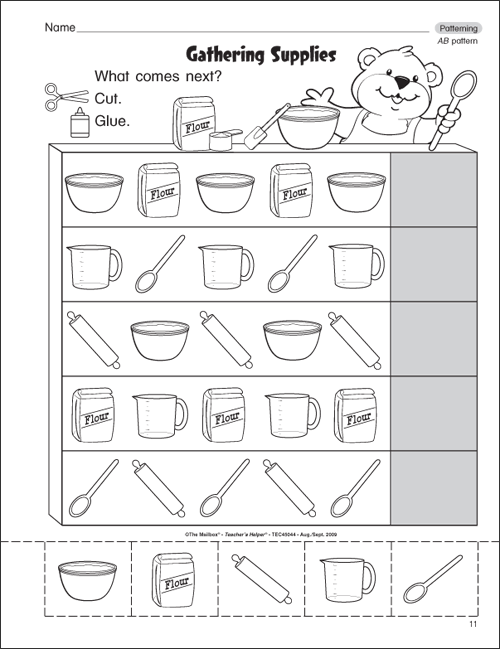 Name
Patterning
AB pattern
Gathering Supplies
What comes next?
Cut.
Glue.
Flour
Flour
Flour
Flour
Flour
Flour
©The Mailbox® • Teacher's Helper® • TEC45044 • Aug./Sept. 2009
Flour
11